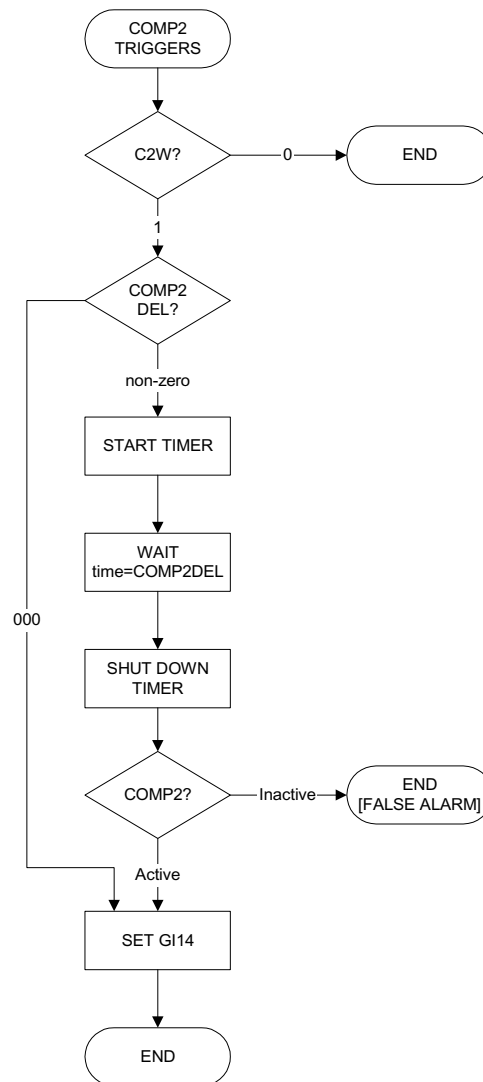 COMP2
TRIGGERS
C2W?
0
END
1
COMP2
DEL?
non-zero
START TIMER
WAIT
time=COMP2DEL
000
SHUT DOWN
TIMER
COMP2?
Inactive
END
[FALSE ALARM]
Active
SET GI14
END